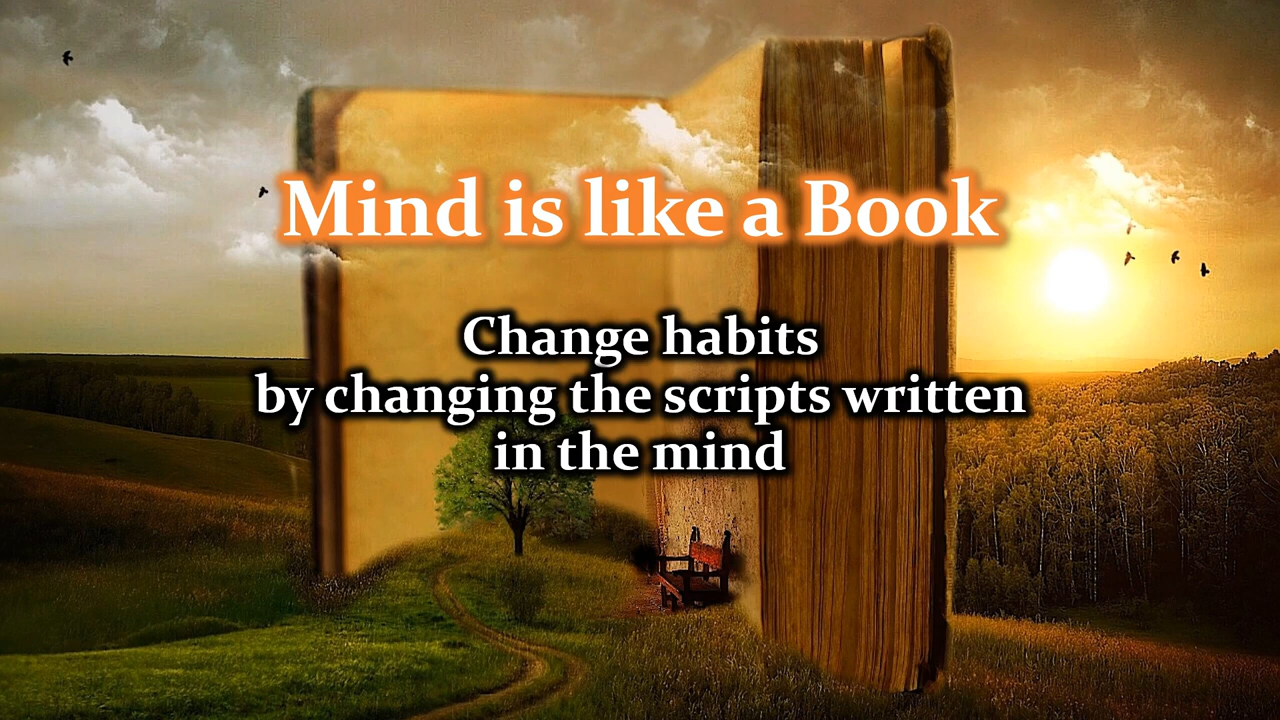 Mind is like a Book
Change habits
by changing the scripts written
in the mind